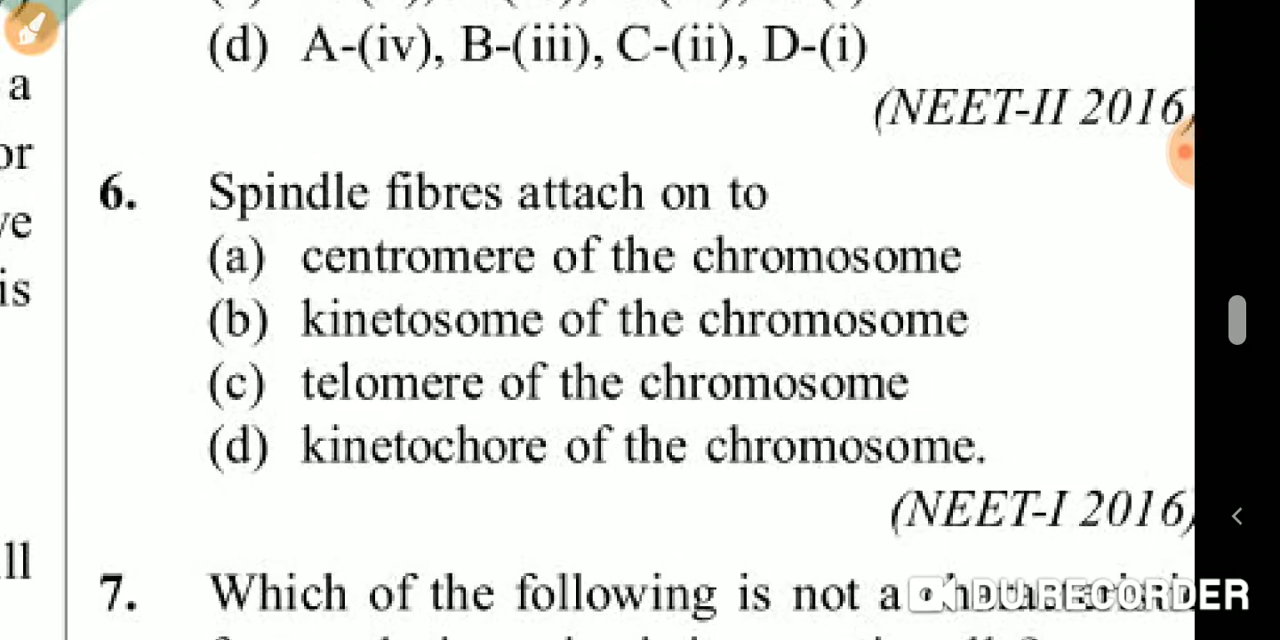 (d) A-(iv), B-(iii), C-(ii), D-(i)
(NEET-II 2016)
a
or
ve
is
6. Spindle fibres attach on to
(a) centromere of the chromosome
(b) kinetosome of the chromosome
(c) telomere of the chromosome
(d) kinetochore of the chromosome.
(NEET-I 2016)
ll
7. Which of the following is not a
DU RECORDER